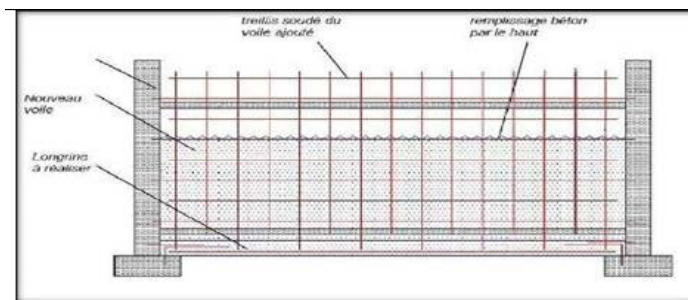 treillis soudé du
voile ajouté
remplissage béton
par le haut
Nouveau
voile
Longrine
à réaliser